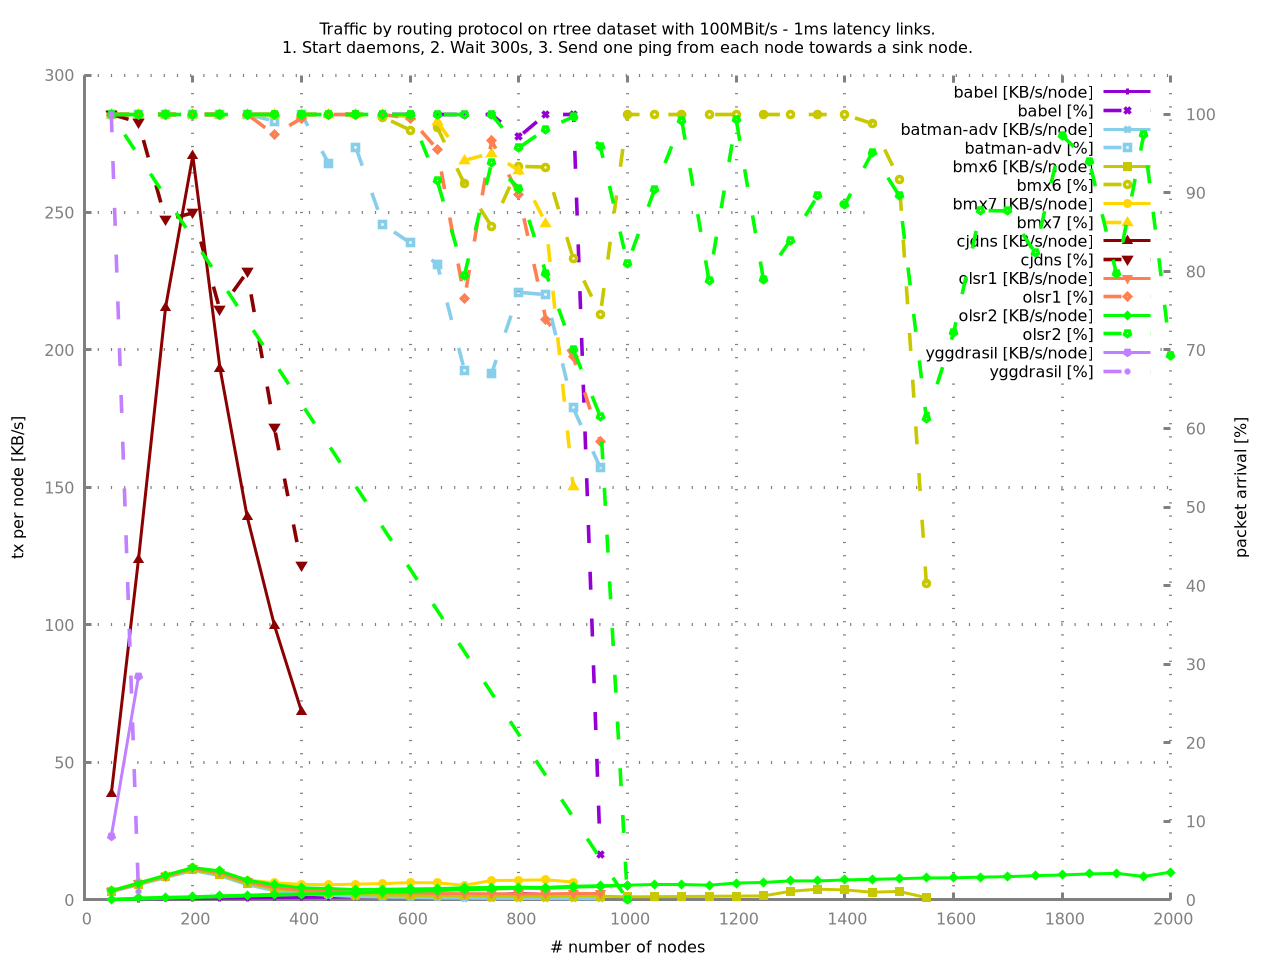 Traffic by routing protocol on rtree dataset with 100MBit/s - 1ms latency links.
1. Start daemons, 2. Wait 300s, 3. Send one ping from each node towards a sink node.
300
250
200
150
100
50
0
tx per node [KB/s]
babel [KB/s/node]
babel [%]
batman-adv [KB/s/node]
batman-adv [%]
bmx6 [KB/s/node]
bmx6 [%]
bmx7 [KB/s/node]
bmx7 [%]
cjdns [KB/s/node]
cjdns [%]
olsr1 [KB/s/node]
olsr1 [%]
olsr2 [KB/s/node]
olsr2 [%]
yggdrasil [KB/s/node]
yggdrasil [%]
100
90
80
70
60
50
40
30
20
10
0
packet arrival [%]
0 200 400 600 800 1000 1200 1400 1600 1800 2000
# number of nodes